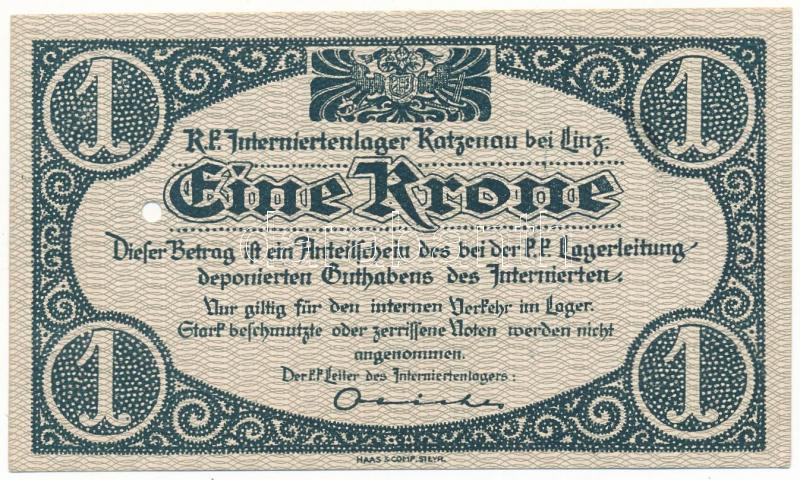 1 1
K.k. Interniertenlager Katzenau bei Linz.
Eine Krone
Dieser Betrag ist ein Anteilschein des bei der k.k. Lagerleitung
deponierten Guthabens des Internierten.
Nur giltig für den internen Verkehr im Lager.
Stark beschmutzte oder zerrissene Noten werden nicht
angenommen.
Der k.k. Leiter des Interniertenlagers:
1 1
HAAS & COMP. STEYR.